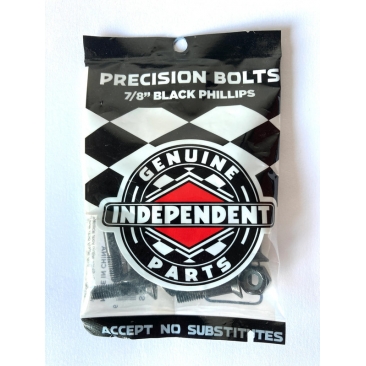 PRECISION BOLTS
7/8" BLACK PHILLIPS
GENUINE
INDEPENDENT
PARTS
ACCEPT NO SUBSTITUTES